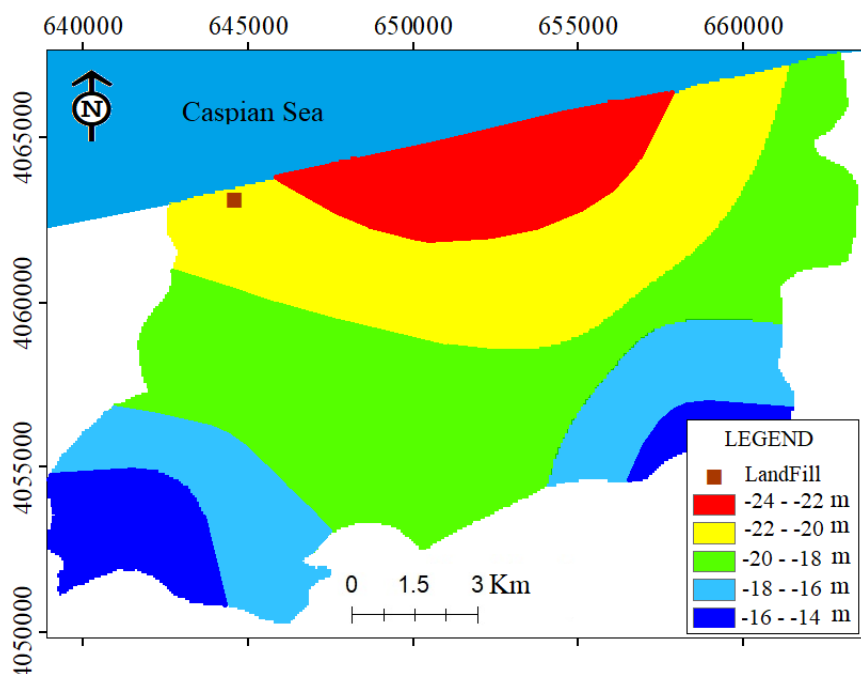 640000 645000 650000 655000 660000
N
Caspian Sea
4065000
4060000
4055000
4050000
0 1.5 3 Km
LEGEND
LandFill
-24 - -22 m
-22 - -20 m
-20 - -18 m
-18 - -16 m
-16 - -14 m